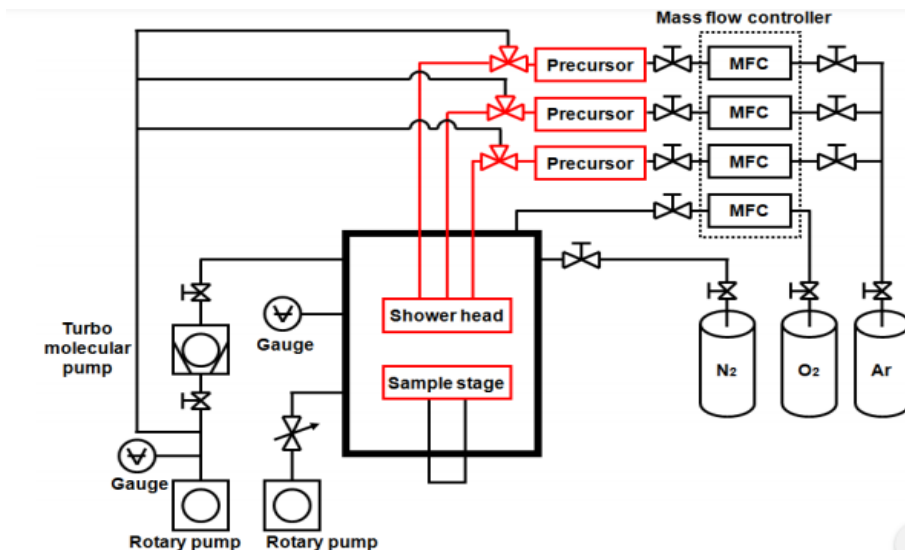 Mass flow controller
Precursor
MFC
Precursor
MFC
Precursor
MFC
MFC
Shower head
Gauge
Turbo
molecular
pump
N₂
O₂
Ar
Sample stage
Gauge
Rotary pump
Rotary pump